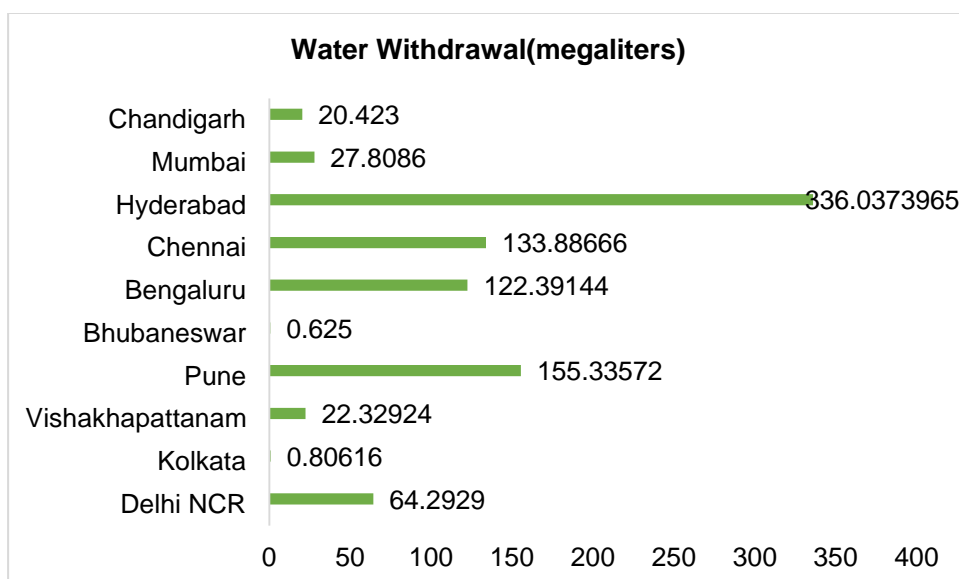 Water Withdrawal(megaliters)
Chandigarh 20.423
Mumbai 27.8086
Hyderabad 336.0373965
Chennai 133.88666
Bengaluru 122.39144
Bhubaneswar 0.625
Pune 155.33572
Vishakhapattanam 22.32924
Kolkata 0.80616
Delhi NCR 64.2929
0 50 100 150 200 250 300 350 400